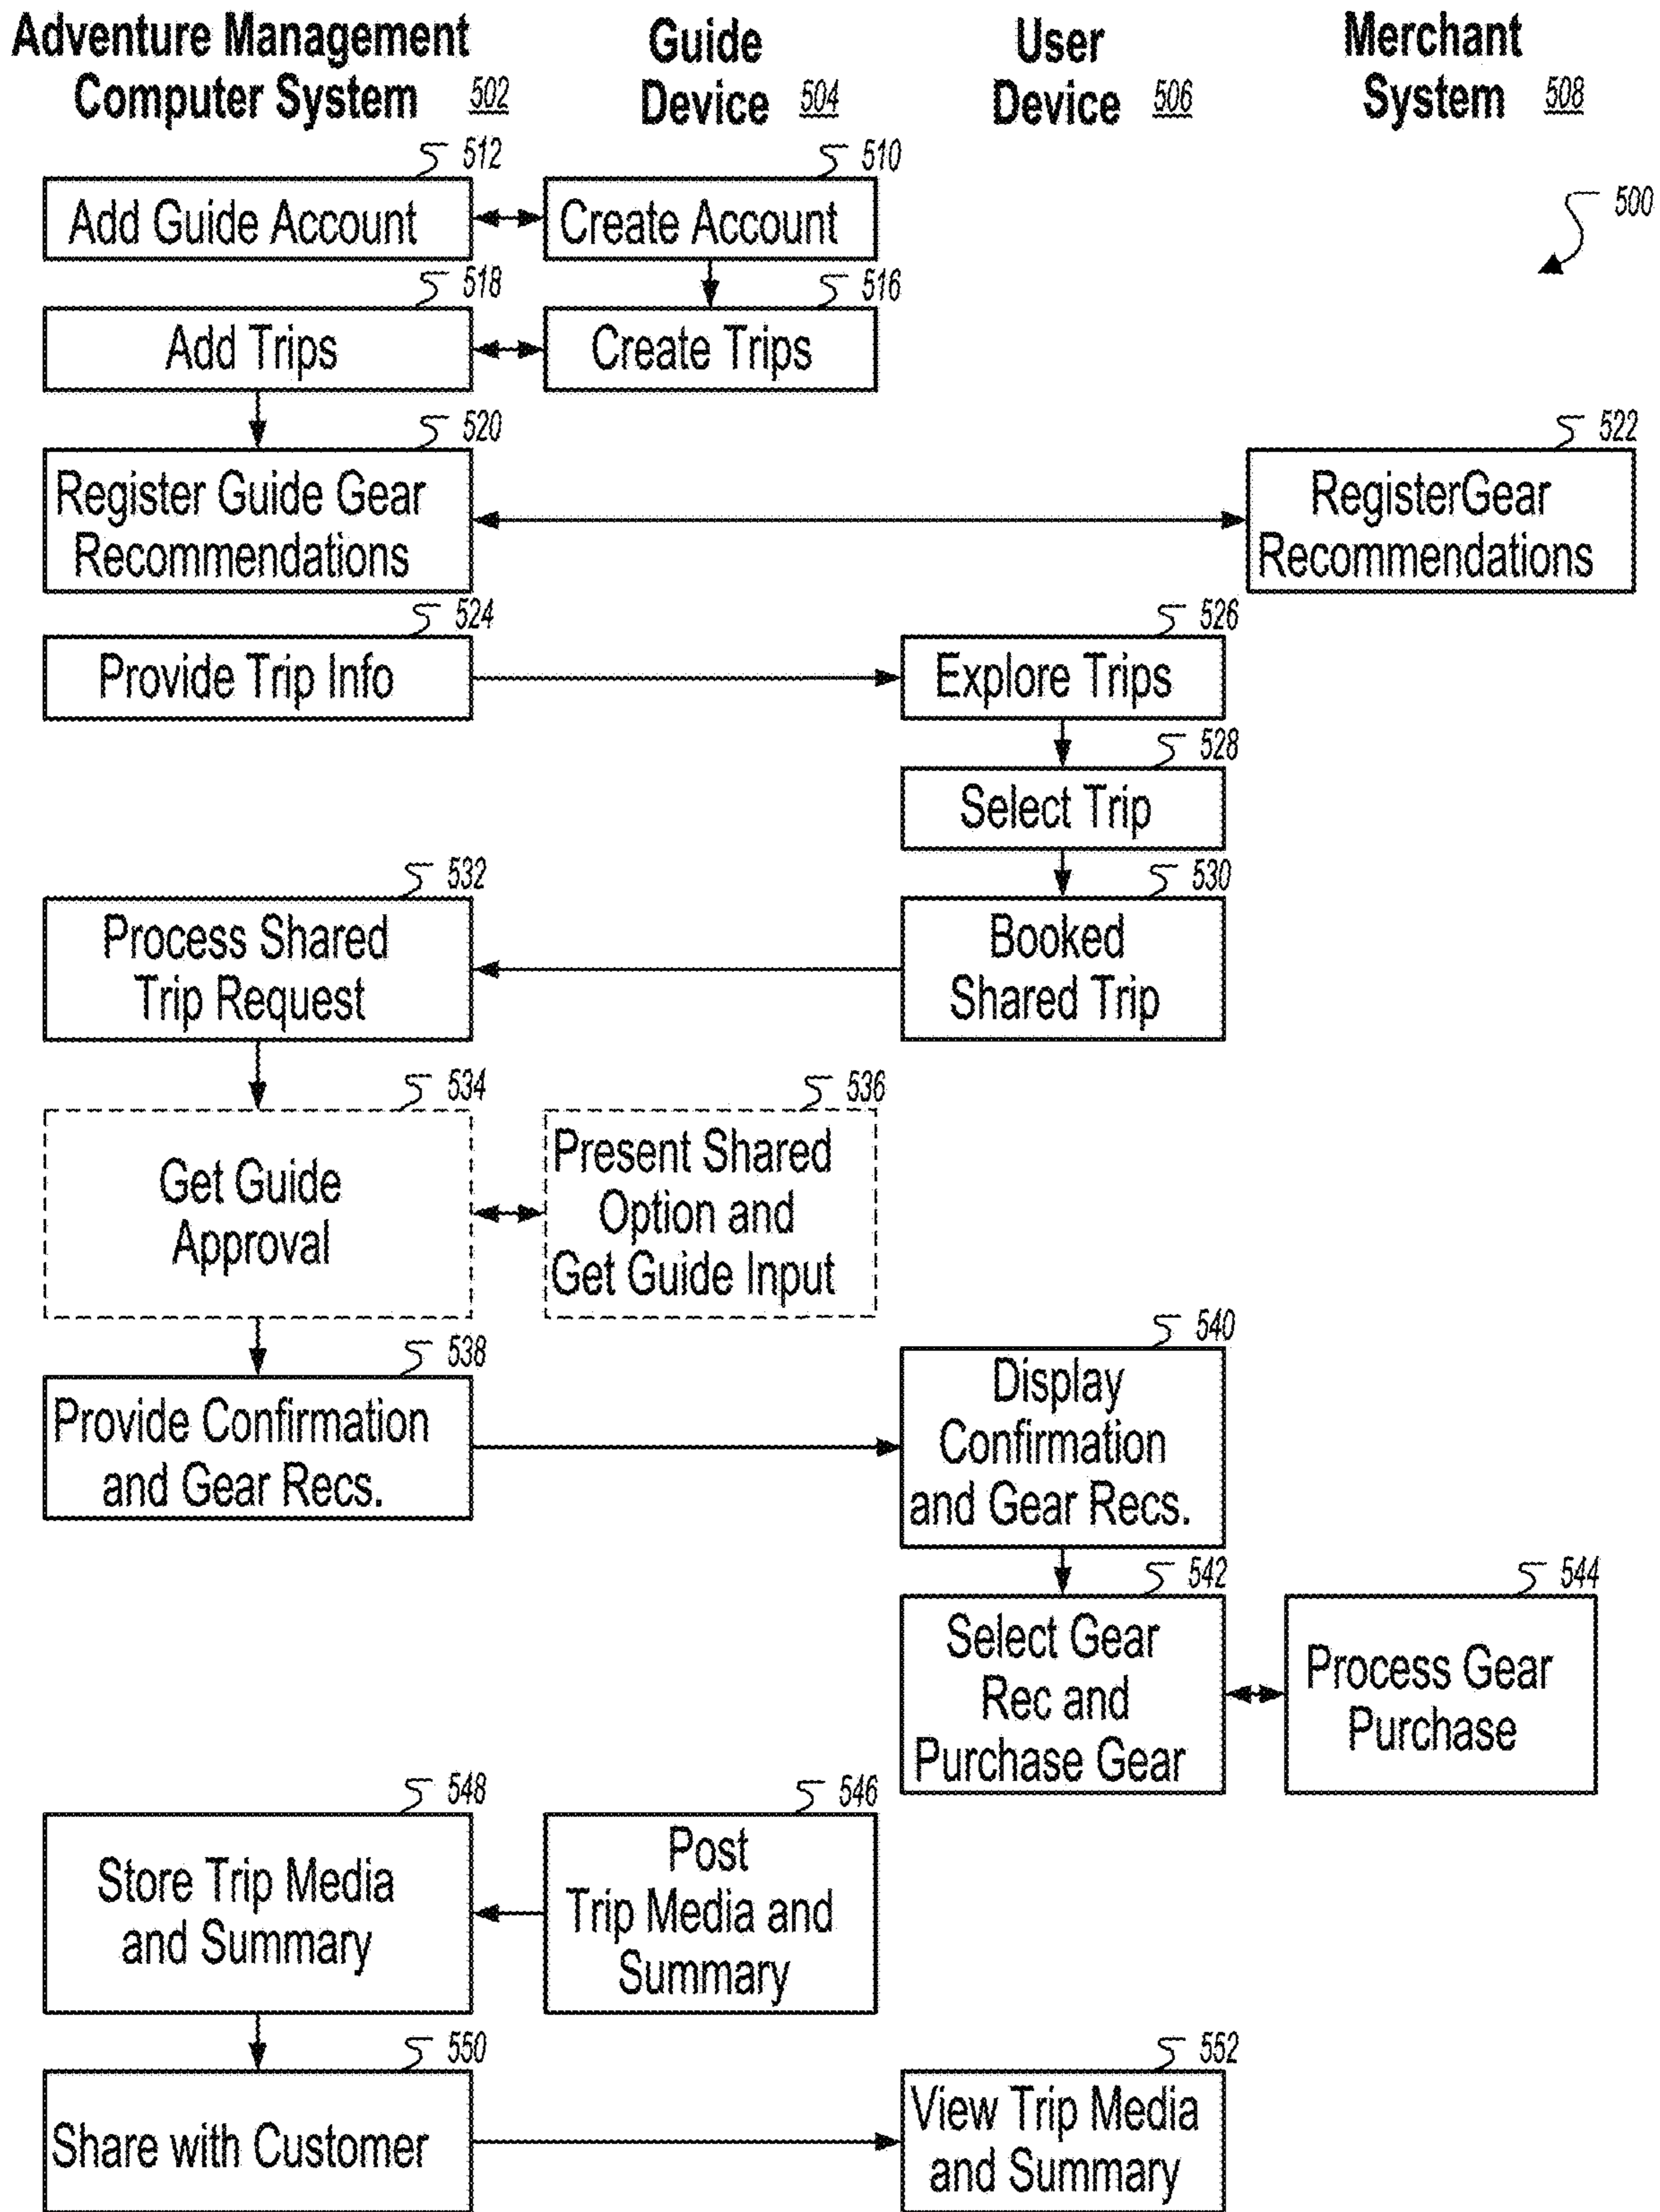 Adventure Management
Computer System 502
Guide
Device 504
User
Device 506
Merchant
System 508
500
512
Add Guide Account
510
Create Account
518
Add Trips
516
Create Trips
520
Register Guide Gear
Recommendations
522
RegisterGear
Recommendations
524
Provide Trip Info
526
Explore Trips
528
Select Trip
532
Process Shared
Trip Request
530
Booked
Shared Trip
534
Get Guide
Approval
536
Present Shared
Option and
Get Guide Input
538
Provide Confirmation
and Gear Recs.
540
Display
Confirmation
and Gear Recs.
542
Select Gear
Rec and
Purchase Gear
544
Process Gear
Purchase
548
Store Trip Media
and Summary
546
Post
Trip Media and
Summary
550
Share with Customer
552
View Trip Media
and Summary